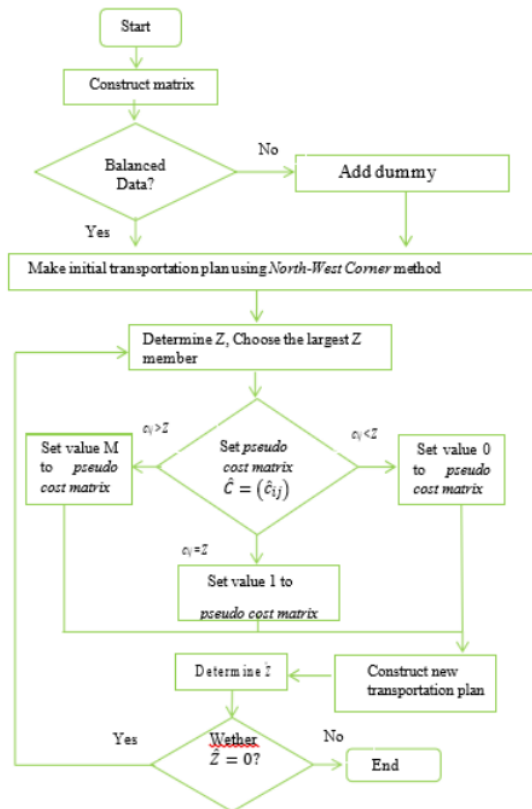 Start
Construct matrix
Balanced
Data?
No
Add dummy
Yes
Make initial transportation plan using North-West Corner method
Determine Z, Choose the largest Z
member
cᵢⱼ>Z
cᵢⱼ<Z
Set value M
to pseudo
cost matrix
Set pseudo
cost matrix
Ĉ = (ĉᵢⱼ)
Set value 0
to pseudo
cost matrix
cᵢⱼ=Z
Set value 1 to
pseudo cost matrix
Determine ẑ
Construct new
transportation plan
Yes
Wether
Ẑ = 0?
No
End